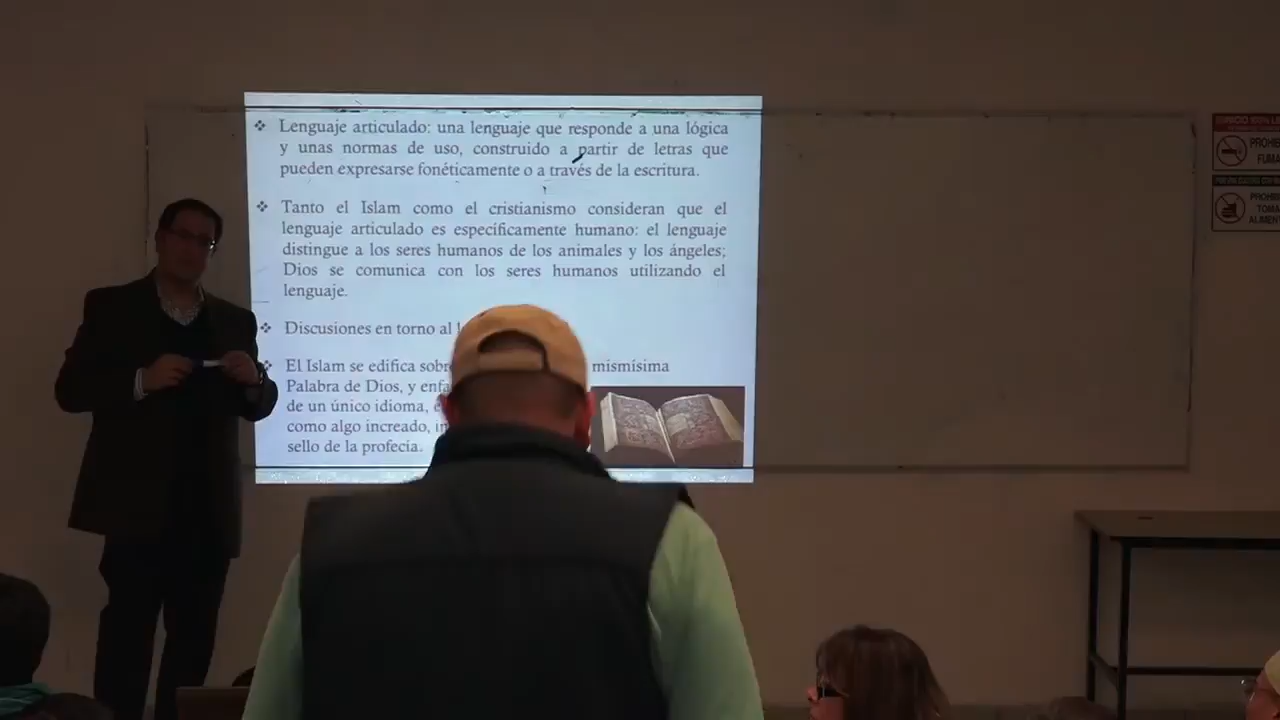 Lenguaje articulado: una lenguaje que responde a una lógica
y unas normas de uso, construido a partir de letras que
pueden expresarse fonéticamente o a través de la escritura.
Tanto el Islam como el cristianismo consideran que el
lenguaje articulado es específicamente humano: el lenguaje
distingue a los seres humanos de los animales y los ángeles;
Dios se comunica con los seres humanos utilizando el
lenguaje.
Discusiones en torno al
El Islam se edifica mismísima
Palabra de Dios, y
de un único idioma,
como algo increado,
sello de la profecía.